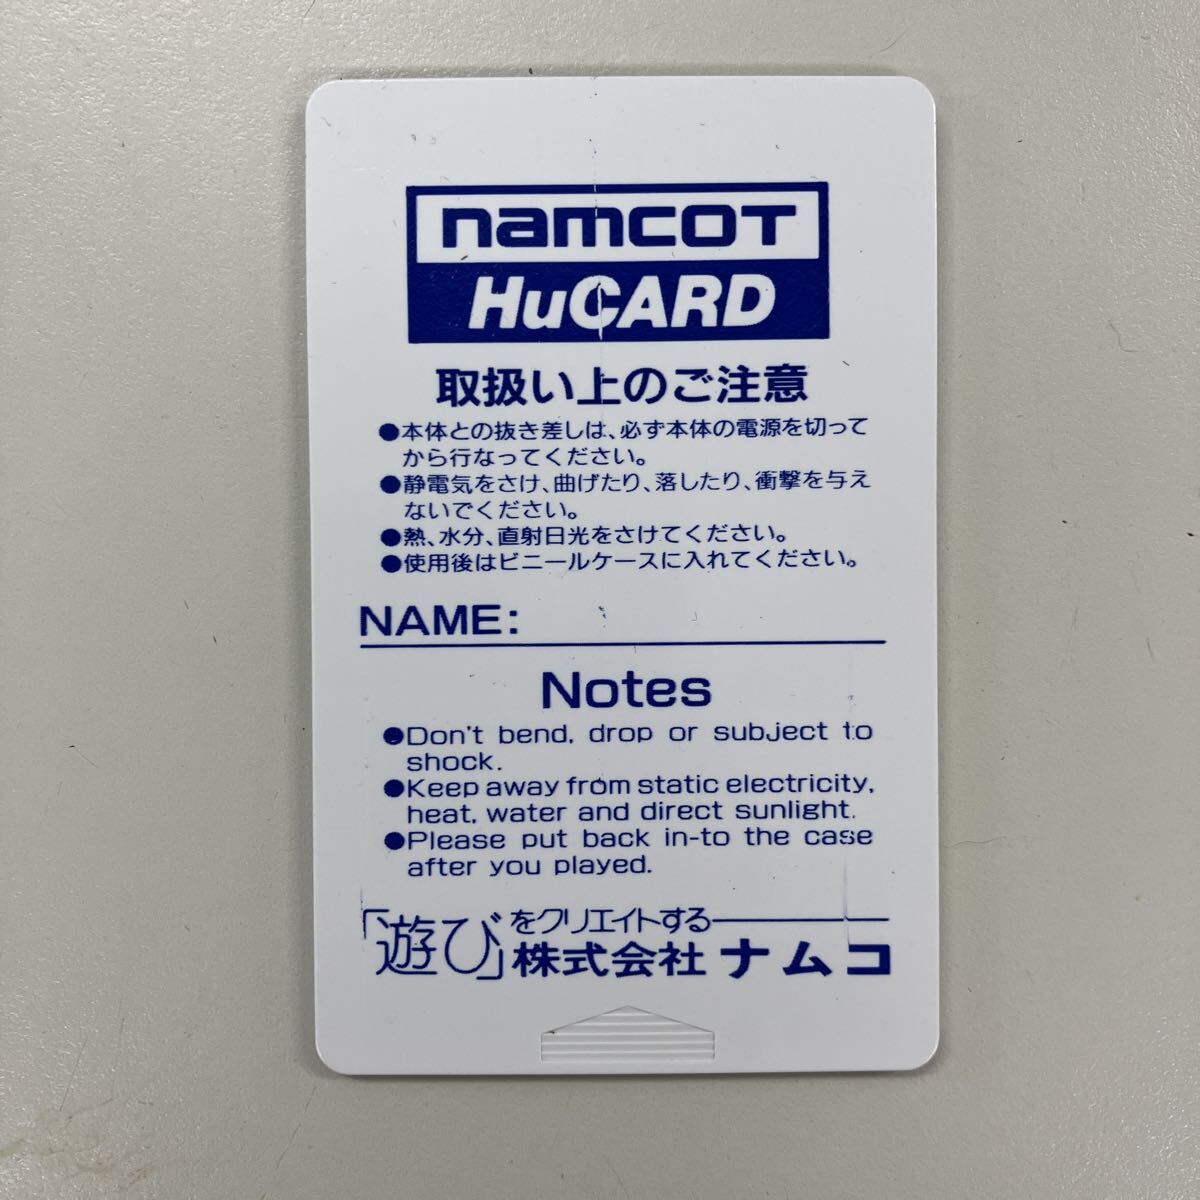 namcoT
HuCARD
取扱い上のご注意
●本体との抜き差しは、必ず本体の電源を切って
から行なってください。
●静電気をさけ、曲げたり、落したり、衝撃を与え
ないでください。
●熱、水分、直射日光をさけてください。
●使用後はビニールケースに入れてください。
NAME:
Notes
●Don't bend, drop or subject to
shock.
●Keep away from static electricity,
heat, water and direct sunlight.
●Please put back in-to the case
after you played.
「遊び」をクリエイトする
株式会社 ナムコ